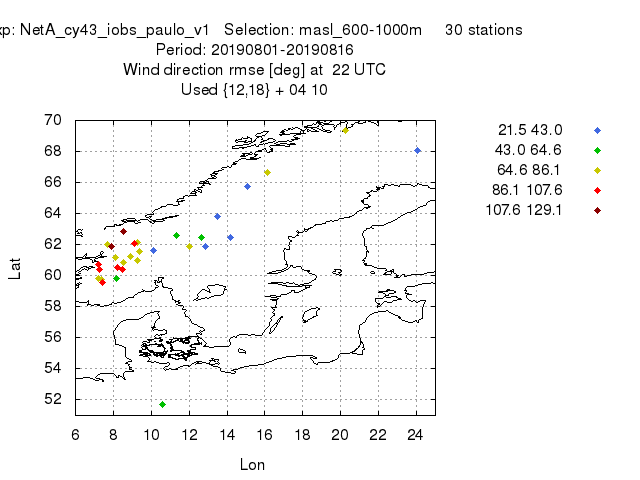 xp: NetA_cy43_iobs_paulo_v1 Selection: masl_600-1000m 30 stations
Period: 20190801-20190816
Wind direction rmse [deg] at 22 UTC
Used {12,18} + 04 10
21.5 43.0
43.0 64.6
64.6 86.1
86.1 107.6
107.6 129.1
70
68
66
64
62
60
58
56
54
52
Lat
6 8 10 12 14 16 18 20 22 24
Lon